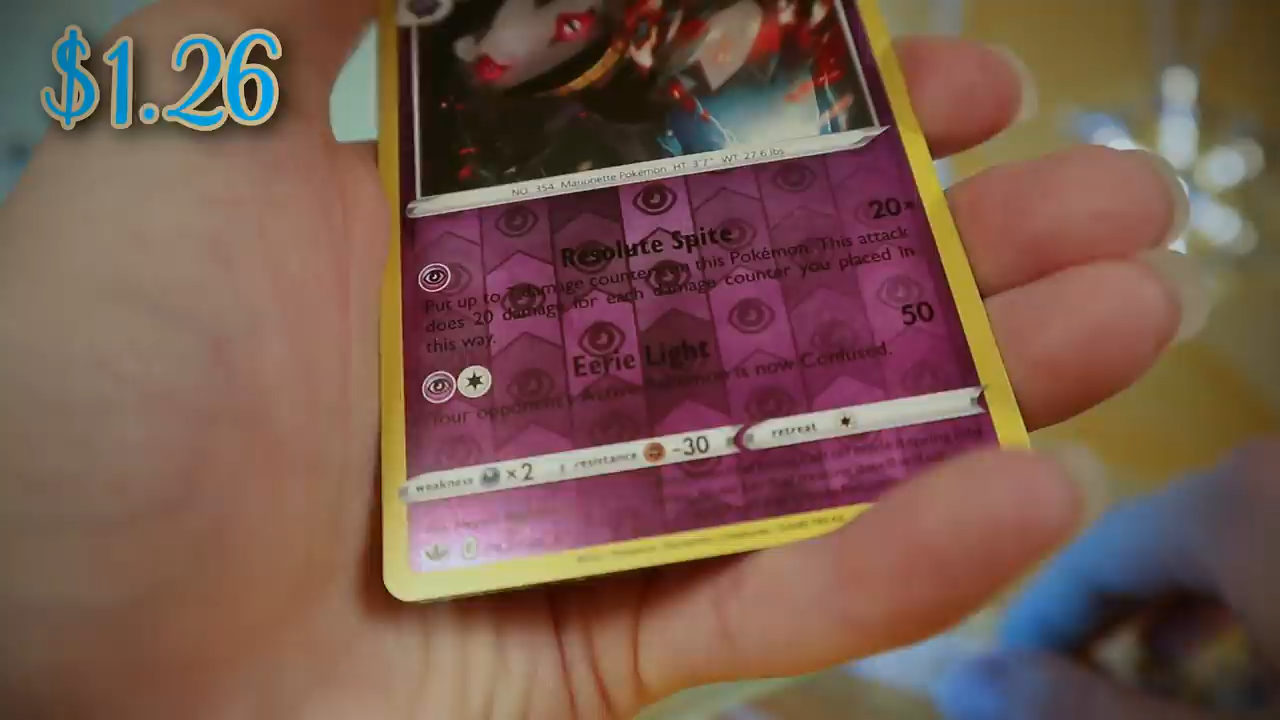 $1.26
NO. 354 Marionette Pokémon HT 3'7" WT 27.6 lbs
Resolute Spite 20×
Put up to 7 damage counters on this Pokémon. This attack
does 20 damage for each damage counter you placed in
this way.
Eerie Light 50
Your opponent's Active Pokémon is now Confused.
weakness ×2 resistance -30 retreat